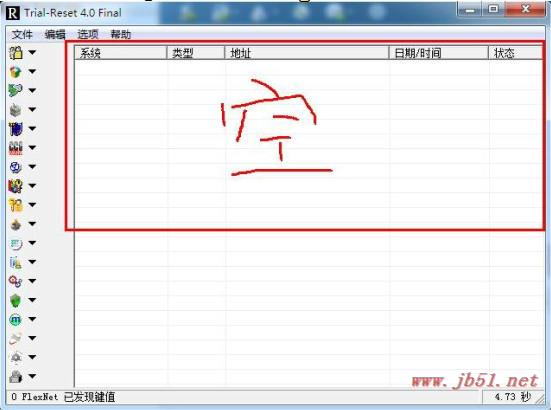 R Trial-Reset 4.0 Final
文件 编辑 选项 帮助
系统 类型 地址 日期/时间 状态
空
www.jb51.net
0 FlexNet 已发现键值 4.73 秒